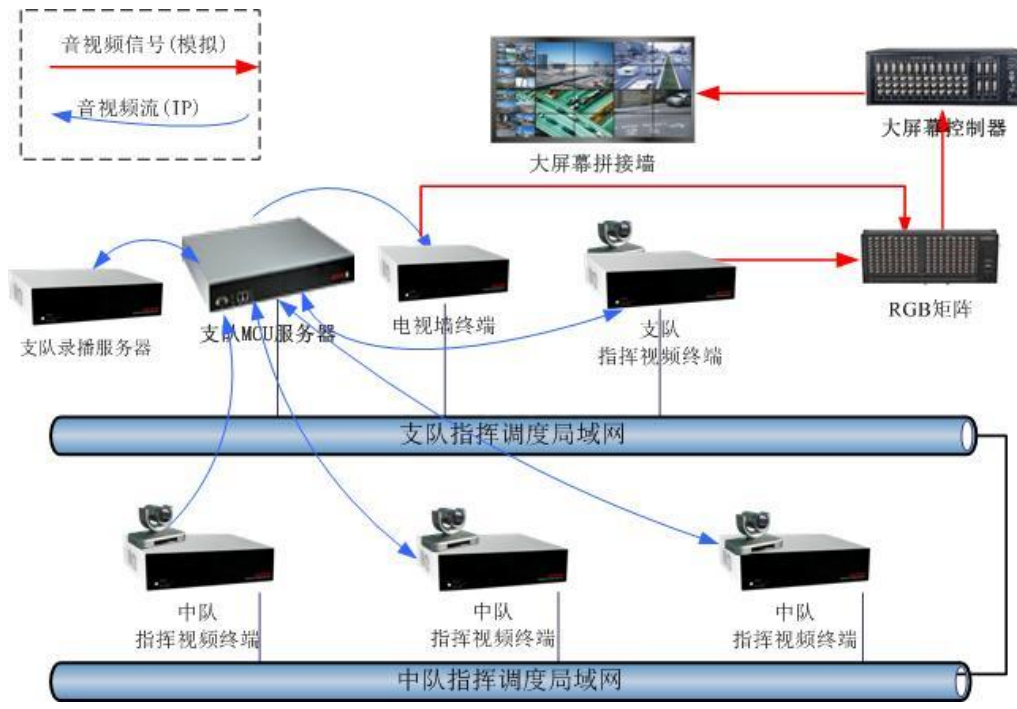 音视频信号(模拟)
音视频流(IP)
大屏幕拼接墙
大屏幕控制器
支队录播服务器
支队MCU服务器
电视墙终端
支队
指挥视频终端
RGB矩阵
支队指挥调度局域网
中队
指挥视频终端
中队
指挥视频终端
中队
指挥视频终端
中队指挥调度局域网